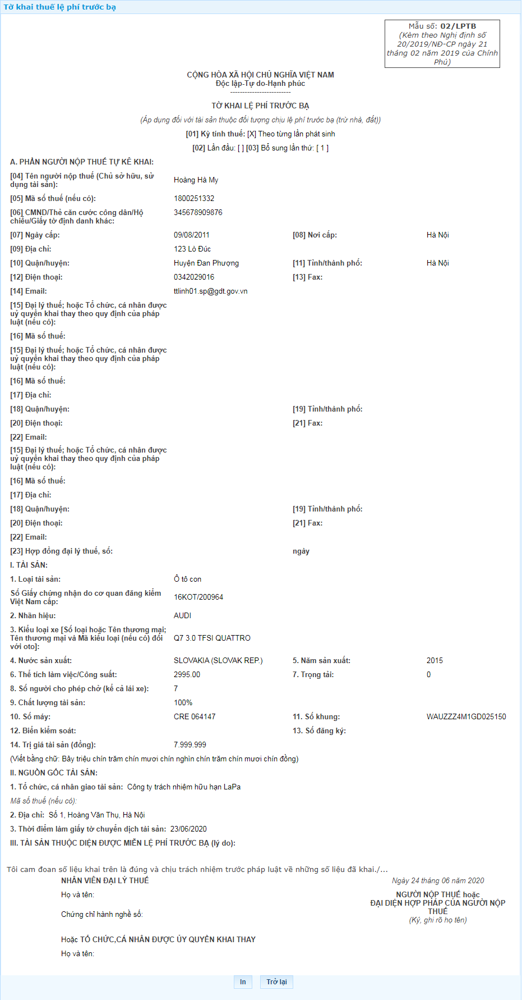 Tờ khai thuế lệ phí trước bạ
Mẫu số: 02/LPTB
(Kèm theo Nghị định số
20/2019/NĐ-CP ngày 21
tháng 02 năm 2019 của Chính
Phủ)
CỘNG HÒA XÃ HỘI CHỦ NGHĨA VIỆT NAM
Độc lập-Tự do-Hạnh phúc
-------------------------
TỜ KHAI LỆ PHÍ TRƯỚC BẠ
(Áp dụng đối với tài sản thuộc đối tượng chịu lệ phí trước bạ (trừ nhà, đất))
[01] Kỳ tính thuế: [X] Theo từng lần phát sinh
[02] Lần đầu: [ ] [03] Bổ sung lần thứ: [ 1 ]
A. PHẦN NGƯỜI NỘP THUẾ TỰ KÊ KHAI:
[04] Tên người nộp thuế (Chủ sở hữu, sử
dụng tài sản): Hoàng Hà My
[05] Mã số thuế (nếu có): 1800251332
[06] CMND/Thẻ căn cước công dân/Hộ 345678909876
chiếu/Giấy tờ định danh khác:
[07] Ngày cấp: 09/08/2011 [08] Nơi cấp: Hà Nội
[09] Địa chỉ: 123 Lò Đúc
[10] Quận/huyện: Huyện Đan Phượng [11] Tỉnh/thành phố: Hà Nội
[12] Điện thoại: 0342029016 [13] Fax:
[14] Email: ttlinh01.sp@gdt.gov.vn
[15] Đại lý thuế; hoặc Tổ chức, cá nhân được
uỷ quyền khai thay theo quy định của pháp
luật (nếu có):
[16] Mã số thuế:
[15] Đại lý thuế; hoặc Tổ chức, cá nhân được
uỷ quyền khai thay theo quy định của pháp
luật (nếu có):
[16] Mã số thuế:
[17] Địa chỉ:
[18] Quận/huyện: [19] Tỉnh/thành phố:
[20] Điện thoại: [21] Fax:
[22] Email:
[15] Đại lý thuế; hoặc Tổ chức, cá nhân được
uỷ quyền khai thay theo quy định của pháp
luật (nếu có):
[16] Mã số thuế:
[17] Địa chỉ:
[18] Quận/huyện: [19] Tỉnh/thành phố:
[20] Điện thoại: [21] Fax:
[22] Email:
[23] Hợp đồng đại lý thuế, số: ngày
I. TÀI SẢN:
1. Loại tài sản: Ô tô con
Số Giấy chứng nhận do cơ quan đăng kiểm
Việt Nam cấp: 16KOT/200964
2. Nhãn hiệu: AUDI
3. Kiểu loại xe [Số loại hoặc Tên thương mại;
Tên thương mại và Mã kiểu loại (nếu có) đối Q7 3.0 TFSI QUATTRO
với oto]:
4. Nước sản xuất: SLOVAKIA (SLOVAK REP.) 5. Năm sản xuất: 2015
6. Thể tích làm việc/Công suất: 2995.00 7. Trọng tải: 0
8. Số người cho phép chở (kể cả lái xe): 7
9. Chất lượng tài sản: 100%
10. Số máy: CRE 064147 11. Số khung: WAUZZZ4M1GD025150
12. Biển kiểm soát: 13. Số đăng ký:
14. Trị giá tài sản (đồng): 7.999.999
(Viết bằng chữ: Bảy triệu chín trăm chín mươi chín nghìn chín trăm chín mươi chín đồng)
II. NGUỒN GỐC TÀI SẢN:
1. Tổ chức, cá nhân giao tài sản: Công ty trách nhiệm hữu hạn LaPa
Mã số thuế (nếu có):
2. Địa chỉ: Số 1, Hoàng Văn Thụ, Hà Nội
3. Thời điểm làm giấy tờ chuyển dịch tài sản: 23/06/2020
III. TÀI SẢN THUỘC DIỆN ĐƯỢC MIỄN LỆ PHÍ TRƯỚC BẠ (lý do):
Tôi cam đoan số liệu khai trên là đúng và chịu trách nhiệm trước pháp luật về những số liệu đã khai./...
NHÂN VIÊN ĐẠI LÝ THUẾ Ngày 24 tháng 06 năm 2020
Họ và tên: NGƯỜI NỘP THUẾ hoặc
ĐẠI DIỆN HỢP PHÁP CỦA NGƯỜI NỘP
THUẾ
Chứng chỉ hành nghề số:
(Ký, ghi rõ họ tên)
Hoặc TỔ CHỨC,CÁ NHÂN ĐƯỢC ỦY QUYỀN KHAI THAY
Họ và tên:
In Trở lại